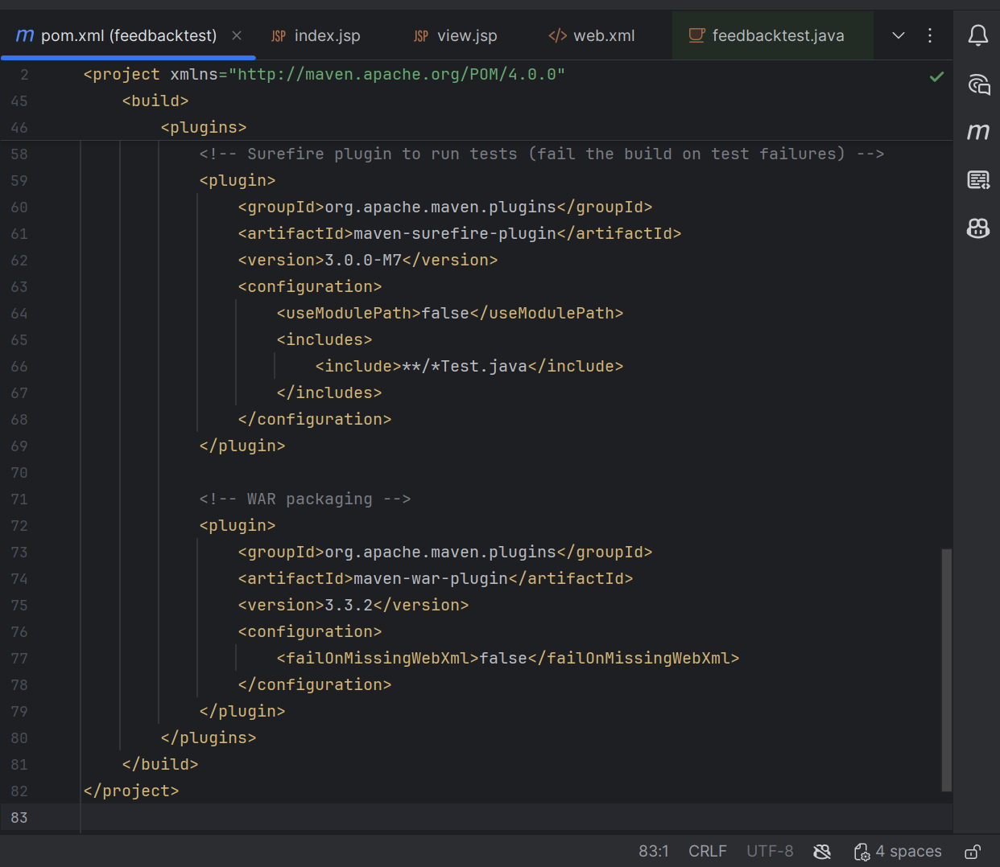 pom.xml (feedbacktest)
JSP index.jsp
JSP view.jsp
</> web.xml
feedbacktest.java
2 <project xmlns="http://maven.apache.org/POM/4.0.0"
45 <build>
46 <plugins>
58 <!-- Surefire plugin to run tests (fail the build on test failures) -->
59 <plugin>
60 <groupId>org.apache.maven.plugins</groupId>
61 <artifactId>maven-surefire-plugin</artifactId>
62 <version>3.0.0-M7</version>
63 <configuration>
64 <useModulePath>false</useModulePath>
65 <includes>
66 <include>**/*Test.java</include>
67 </includes>
68 </configuration>
69 </plugin>
70
71 <!-- WAR packaging -->
72 <plugin>
73 <groupId>org.apache.maven.plugins</groupId>
74 <artifactId>maven-war-plugin</artifactId>
75 <version>3.3.2</version>
76 <configuration>
77 <failOnMissingWebXml>false</failOnMissingWebXml>
78 </configuration>
79 </plugin>
80 </plugins>
81 </build>
82 </project>
83
83:1 CRLF UTF-8 4 spaces